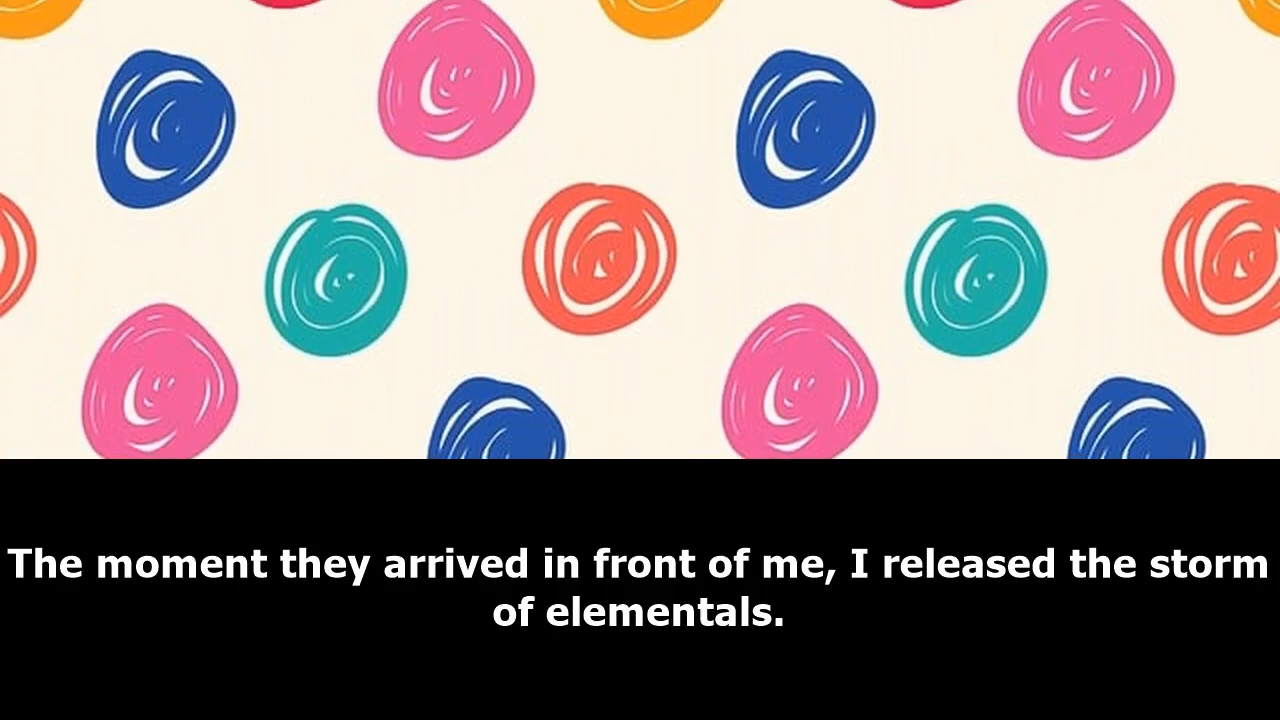 The moment they arrived in front of me, I released the storm
of elementals.